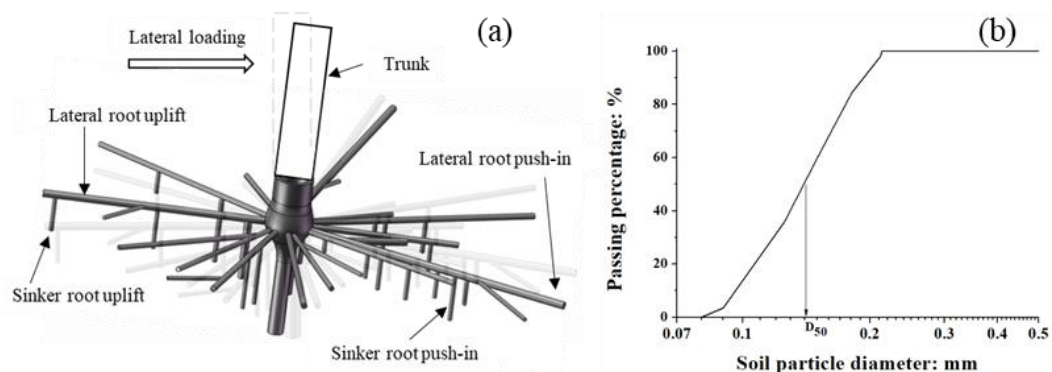 (a)
Lateral loading
Trunk
Lateral root uplift
Lateral root push-in
Sinker root uplift
Sinker root push-in
(b)
Passing percentage: %
100
80
60
40
20
0
D50
0.07
0.1
0.2
0.3
0.4
0.5
Soil particle diameter: mm